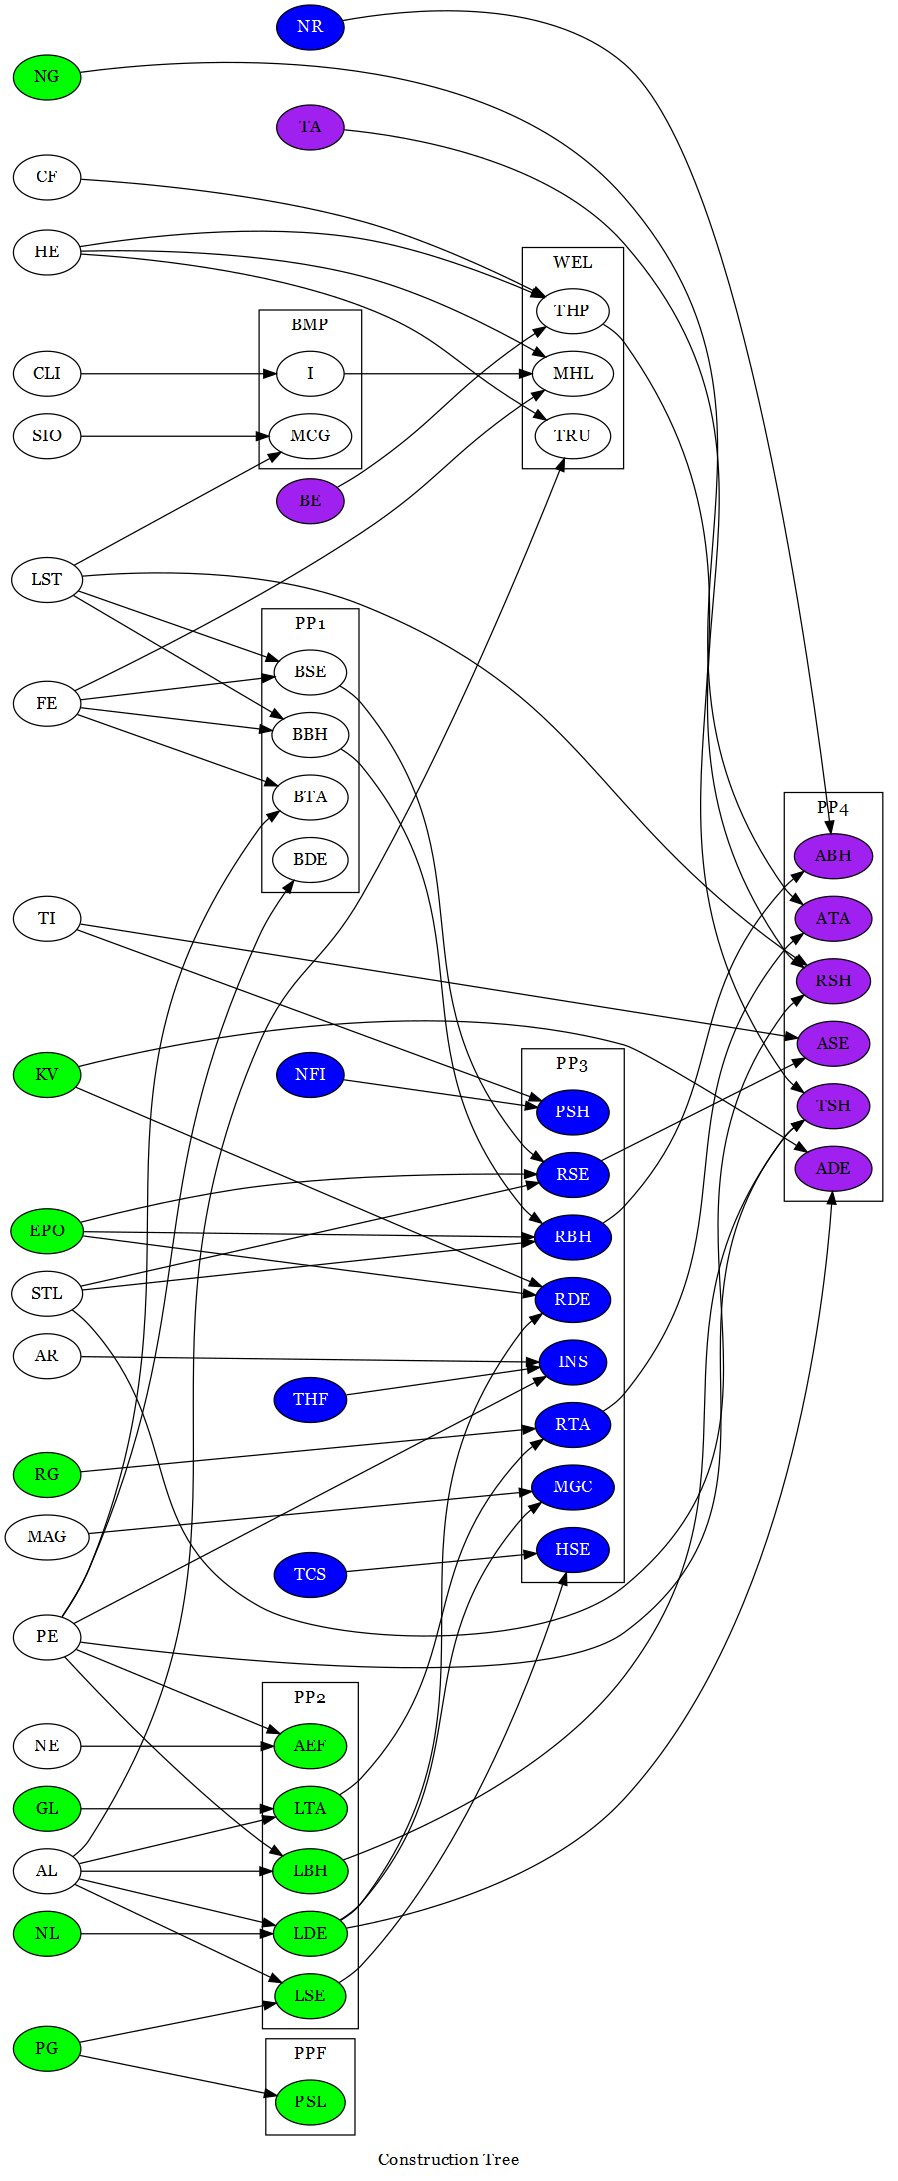 NR
NG
TA
CF
HE
WEL
THP
BMP
CLI
I
MHL
SIO
MCG
TRU
BE
LST
PP1
BSE
FE
BBH
BTA
PP4
BDE
ABH
TI
ATA
RSH
ASE
PP3
KV
NFI
PSH
TSH
RSE
ADE
EPO
RBH
STL
RDE
AR
INS
THF
RTA
RG
MGC
MAG
HSE
TCS
PE
PP2
NE
AEF
GL
LTA
AL
LBH
NL
LDE
LSE
PG
PPF
PSL
Construction Tree